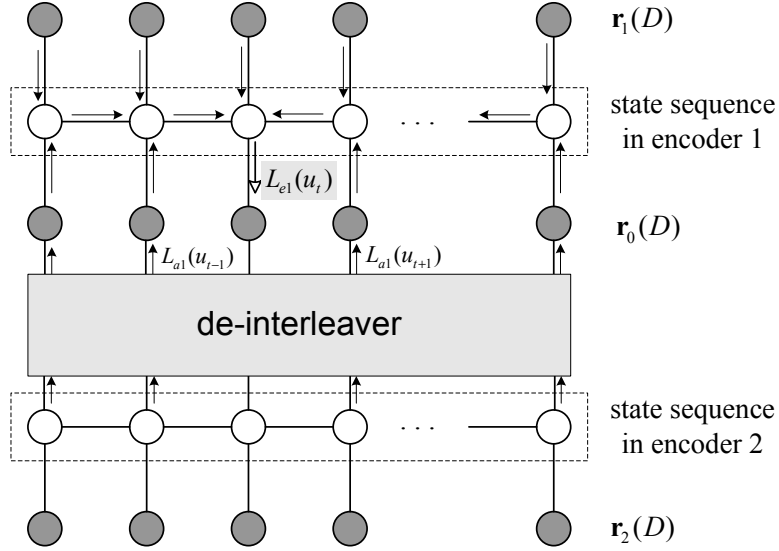 r₁(D)
state sequence
in encoder 1
. . .
Lₑ₁(uₜ)
r₀(D)
Lₐ₁(uₜ₋₁)
Lₐ₁(uₜ₊₁)
de-interleaver
state sequence
in encoder 2
. . .
r₂(D)